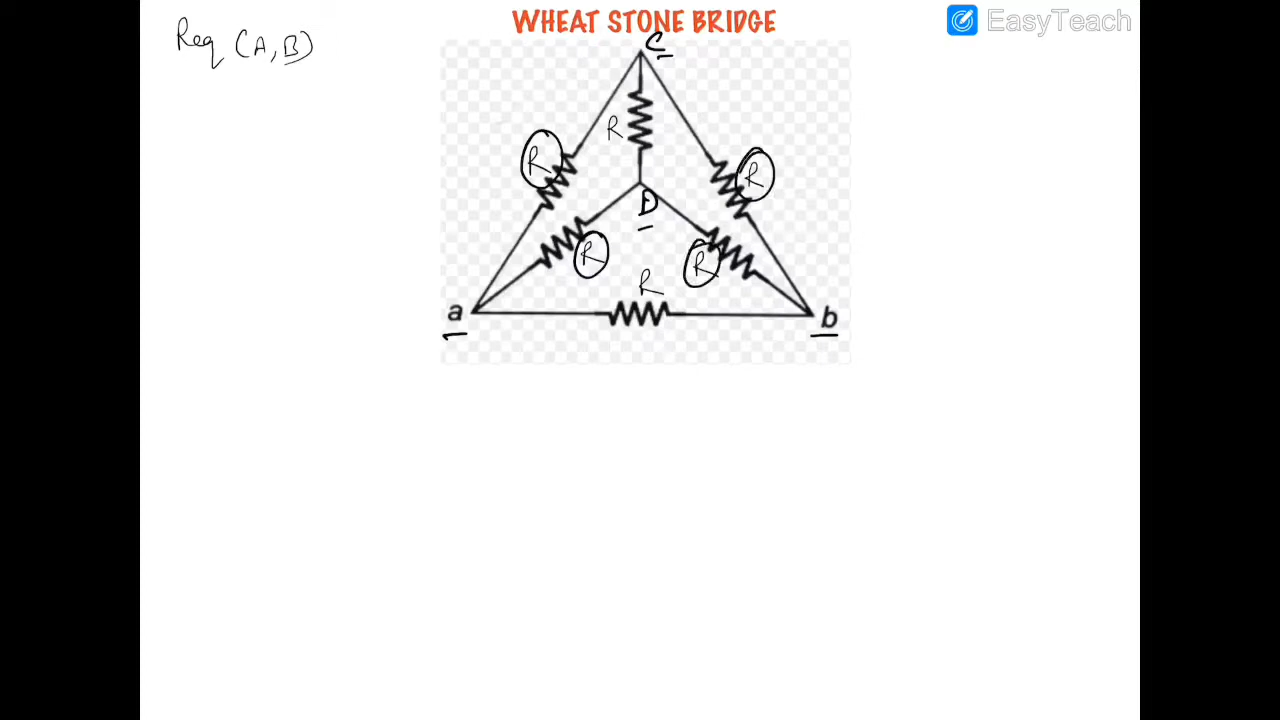 WHEAT STONE BRIDGE
EasyTeach
Req (A, B)
C
R
R
R
D
R
R
R
a
b